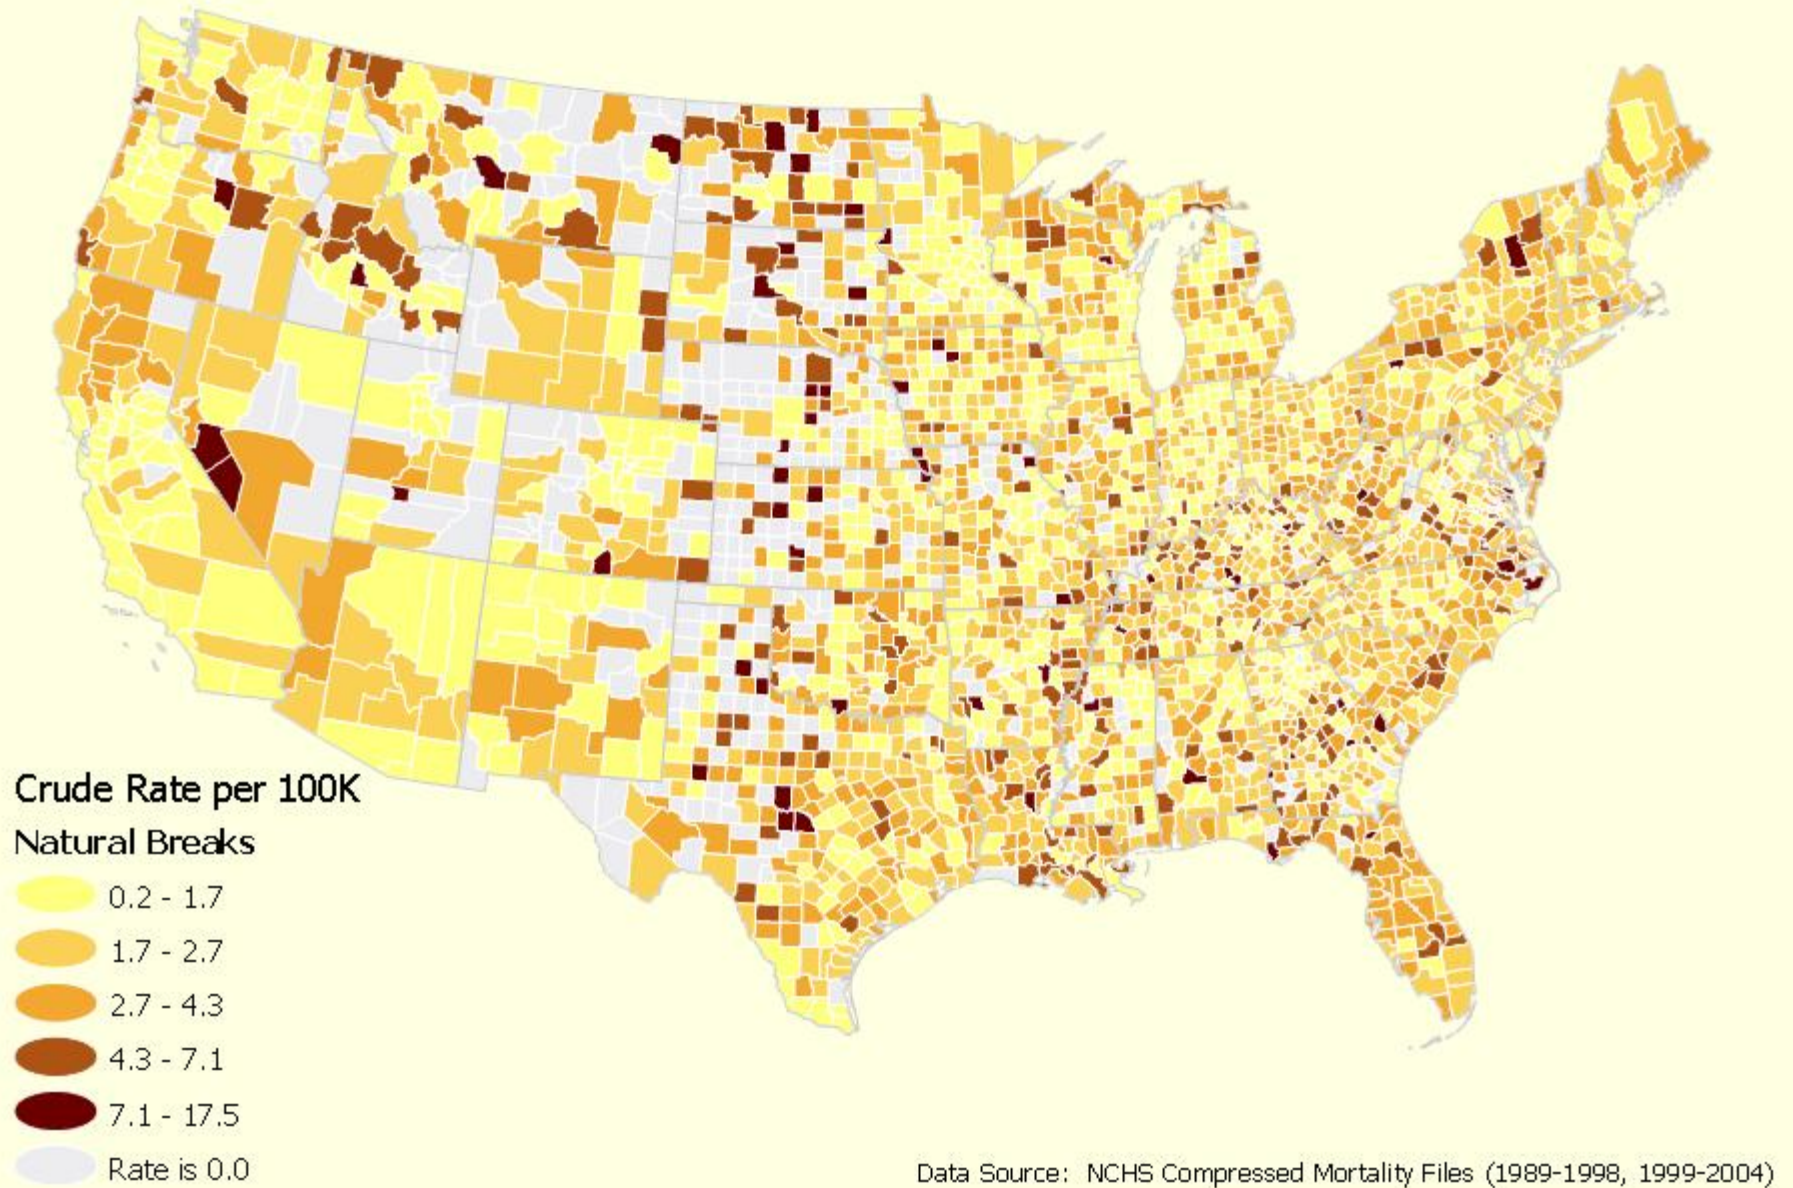 Crude Rate per 100K
Natural Breaks
0.2 - 1.7
1.7 - 2.7
2.7 - 4.3
4.3 - 7.1
7.1 - 17.5
Rate is 0.0
Data Source: NCHS Compressed Mortality Files (1989-1998, 1999-2004)